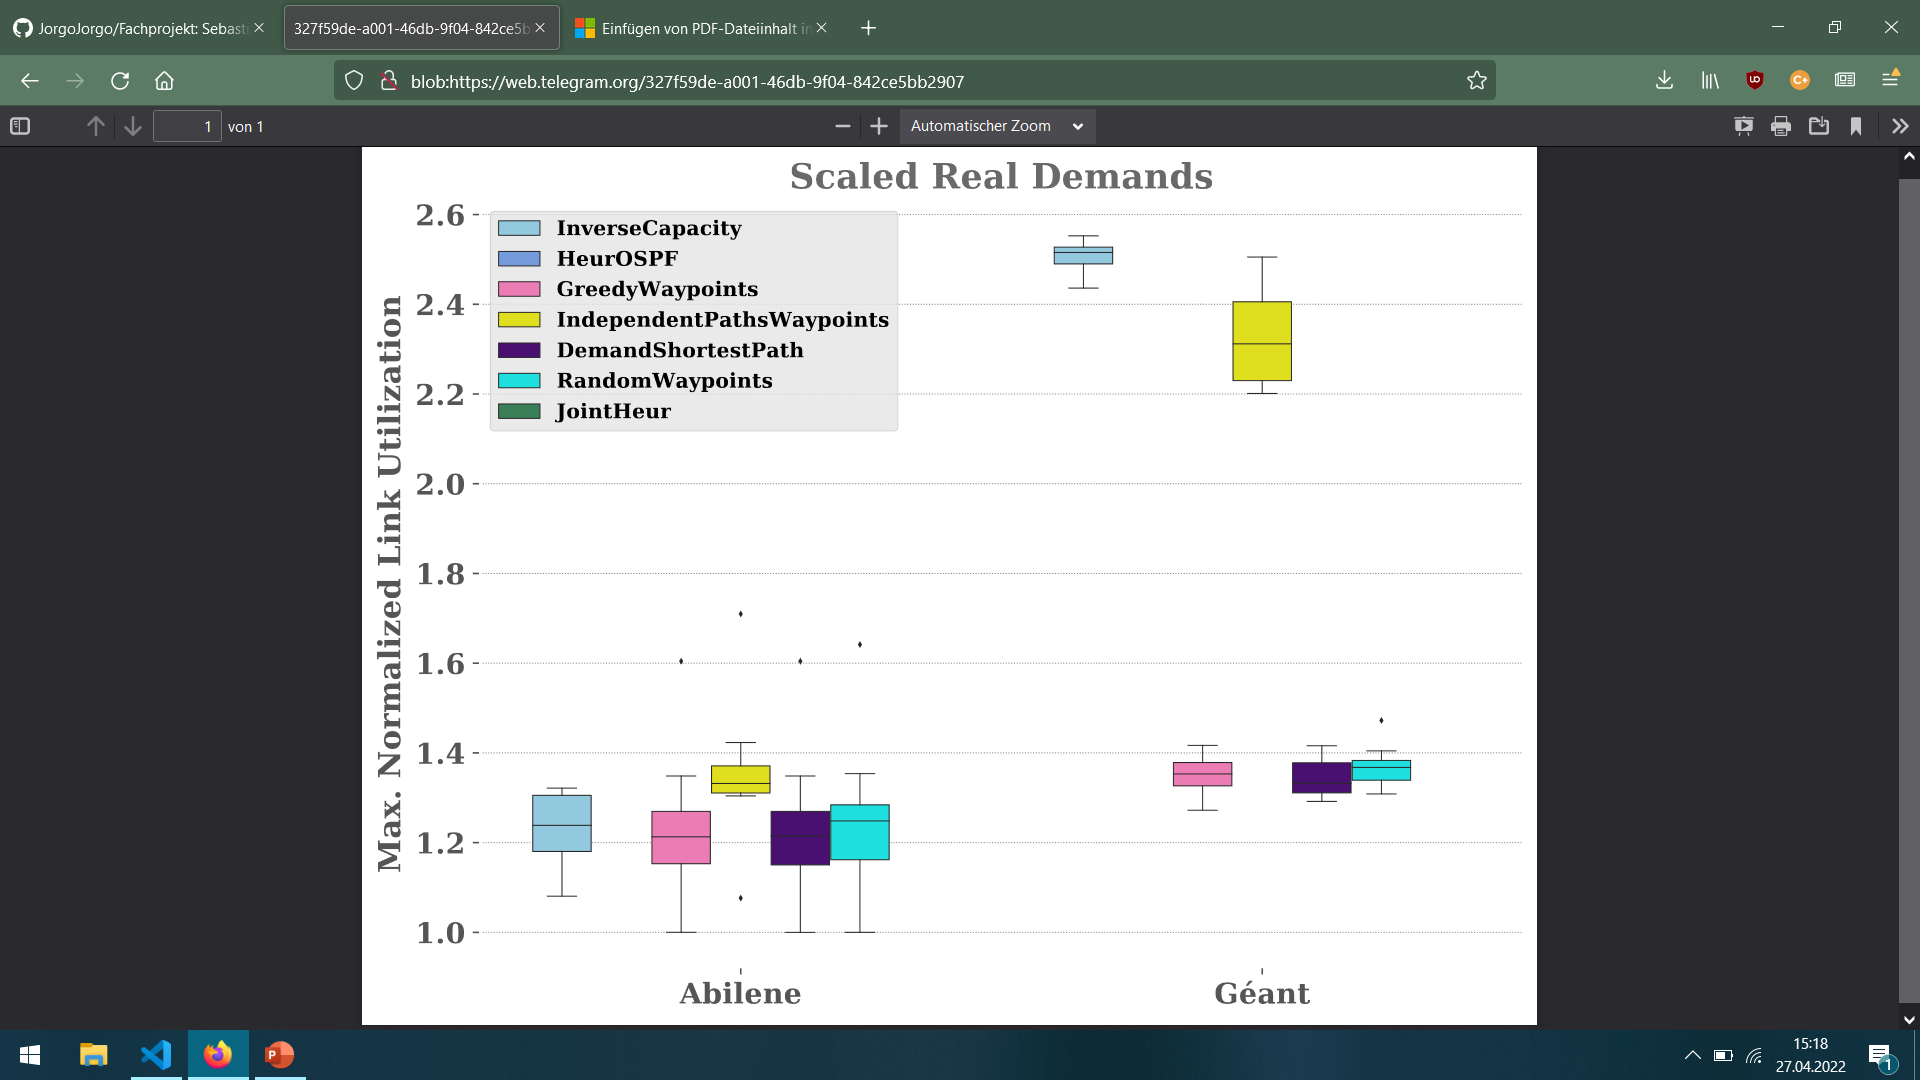 JorgoJorgo/Fachprojekt: Sebasti
327f59de-a001-46db-9f04-842ce5b
Einfügen von PDF-Dateiinhalt in
blob:https://web.telegram.org/327f59de-a001-46db-9f04-842ce5bb2907
1 von 1
Automatischer Zoom
Scaled Real Demands
InverseCapacity
HeurOSPF
GreedyWaypoints
IndependentPathsWaypoints
DemandShortestPath
RandomWaypoints
JointHeur
Max. Normalized Link Utilization
2.6
2.4
2.2
2.0
1.8
1.6
1.4
1.2
1.0
Abilene
Géant
15:18
27.04.2022
1